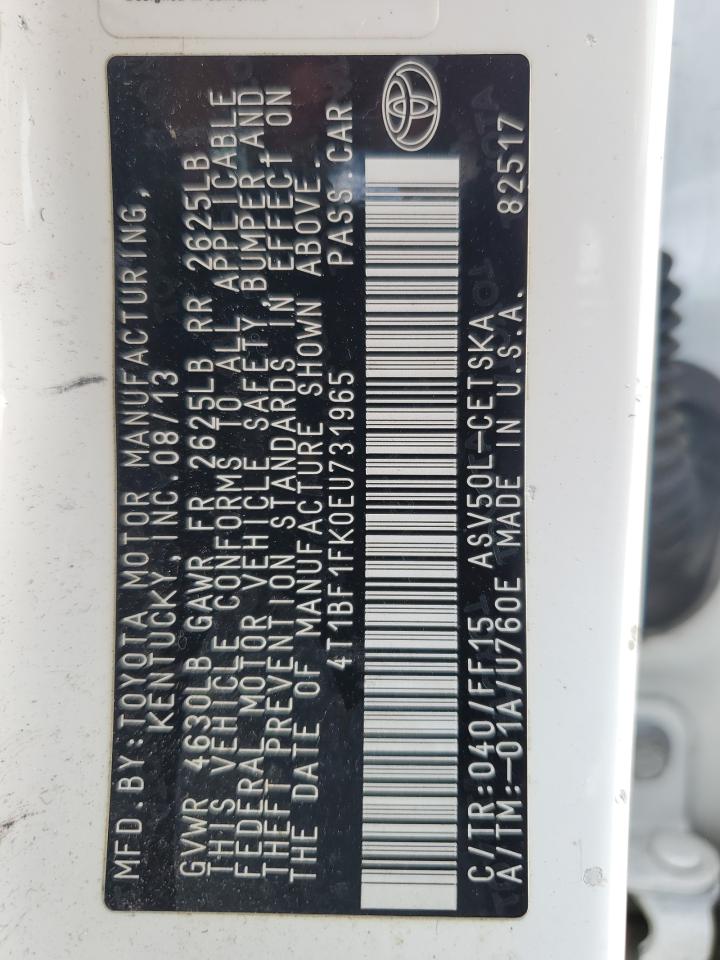 MFD.BY:TOYOTA MOTOR MANUFACTURING,
KENTUCKY,INC.08/13
GVWR 4630LB GAWR FR 2625LB RR 2625LB
THIS VEHICLE CONFORMS TO ALL APPLICABLE
FEDERAL MOTOR VEHICLE SAFETY,BUMPER,AND
THEFT PREVENTION STANDARDS IN EFFECT ON
THE DATE OF MANUFACTURE SHOWN ABOVE.
4T1BF1FK0EU731965 PASS.CAR
C/TR:040/FF15 ASV50L-CETSKA
A/TM:-01A/U760E MADE IN U.S.A. 82517